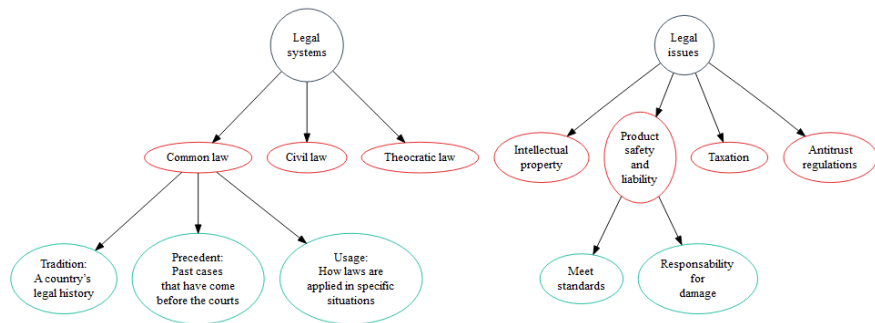 Legal
systems
Legal
issues
Common law
Civil law
Theocratic law
Intellectual
property
Product
safety
and
liability
Taxation
Antitrust
regulations
Tradition:
A country's
legal history
Precedent:
Past cases
that have come
before the courts
Usage:
How laws are
applied in specific
situations
Meet
standards
Responsability
for
damage